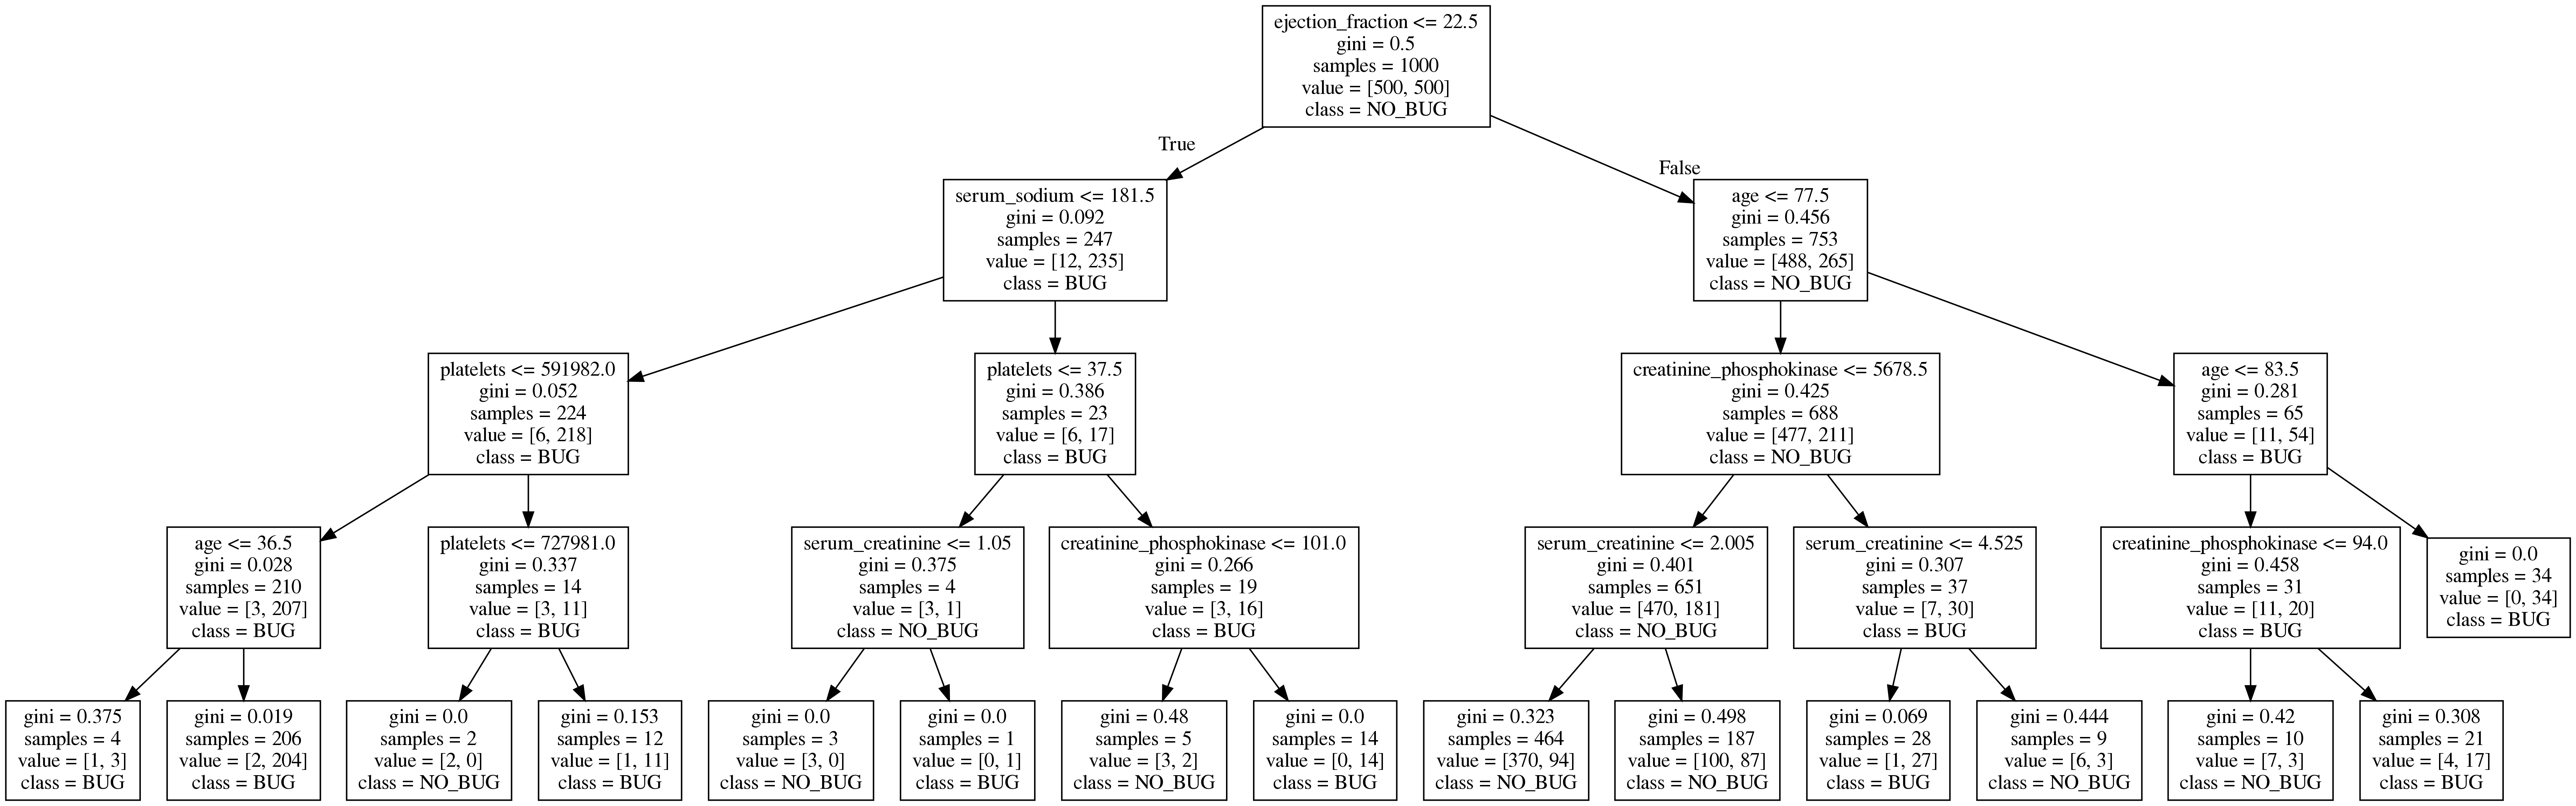 ejection_fraction <= 22.5
gini = 0.5
samples = 1000
value = [500, 500]
class = NO_BUG
True
False
serum_sodium <= 181.5
gini = 0.092
samples = 247
value = [12, 235]
class = BUG
age <= 77.5
gini = 0.456
samples = 753
value = [488, 265]
class = NO_BUG
platelets <= 591982.0
gini = 0.052
samples = 224
value = [6, 218]
class = BUG
platelets <= 37.5
gini = 0.386
samples = 23
value = [6, 17]
class = BUG
creatinine_phosphokinase <= 5678.5
gini = 0.425
samples = 688
value = [477, 211]
class = NO_BUG
age <= 83.5
gini = 0.281
samples = 65
value = [11, 54]
class = BUG
age <= 36.5
gini = 0.028
samples = 210
value = [3, 207]
class = BUG
platelets <= 727981.0
gini = 0.337
samples = 14
value = [3, 11]
class = BUG
serum_creatinine <= 1.05
gini = 0.375
samples = 4
value = [3, 1]
class = NO_BUG
creatinine_phosphokinase <= 101.0
gini = 0.266
samples = 19
value = [3, 16]
class = BUG
serum_creatinine <= 2.005
gini = 0.401
samples = 651
value = [470, 181]
class = NO_BUG
serum_creatinine <= 4.525
gini = 0.307
samples = 37
value = [7, 30]
class = BUG
creatinine_phosphokinase <= 94.0
gini = 0.458
samples = 31
value = [11, 20]
class = BUG
gini = 0.0
samples = 34
value = [0, 34]
class = BUG
gini = 0.375
samples = 4
value = [1, 3]
class = BUG
gini = 0.019
samples = 206
value = [2, 204]
class = BUG
gini = 0.0
samples = 2
value = [2, 0]
class = NO_BUG
gini = 0.153
samples = 12
value = [1, 11]
class = BUG
gini = 0.0
samples = 3
value = [3, 0]
class = NO_BUG
gini = 0.0
samples = 1
value = [0, 1]
class = BUG
gini = 0.48
samples = 5
value = [3, 2]
class = NO_BUG
gini = 0.0
samples = 14
value = [0, 14]
class = BUG
gini = 0.323
samples = 464
value = [370, 94]
class = NO_BUG
gini = 0.498
samples = 187
value = [100, 87]
class = NO_BUG
gini = 0.069
samples = 28
value = [1, 27]
class = BUG
gini = 0.444
samples = 9
value = [6, 3]
class = NO_BUG
gini = 0.42
samples = 10
value = [7, 3]
class = NO_BUG
gini = 0.308
samples = 21
value = [4, 17]
class = BUG